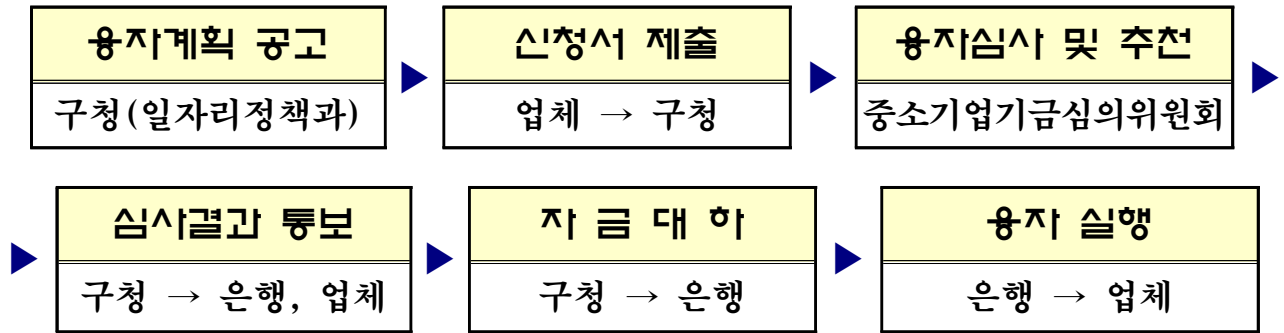 융자계획 공고
구청(일자리정책과)
신청서 제출
업체 → 구청
융자심사 및 추천
중소기업기금심의위원회
심사결과 통보
구청 → 은행, 업체
자 금 대 하
구청 → 은행
융자 실행
은행 → 업체